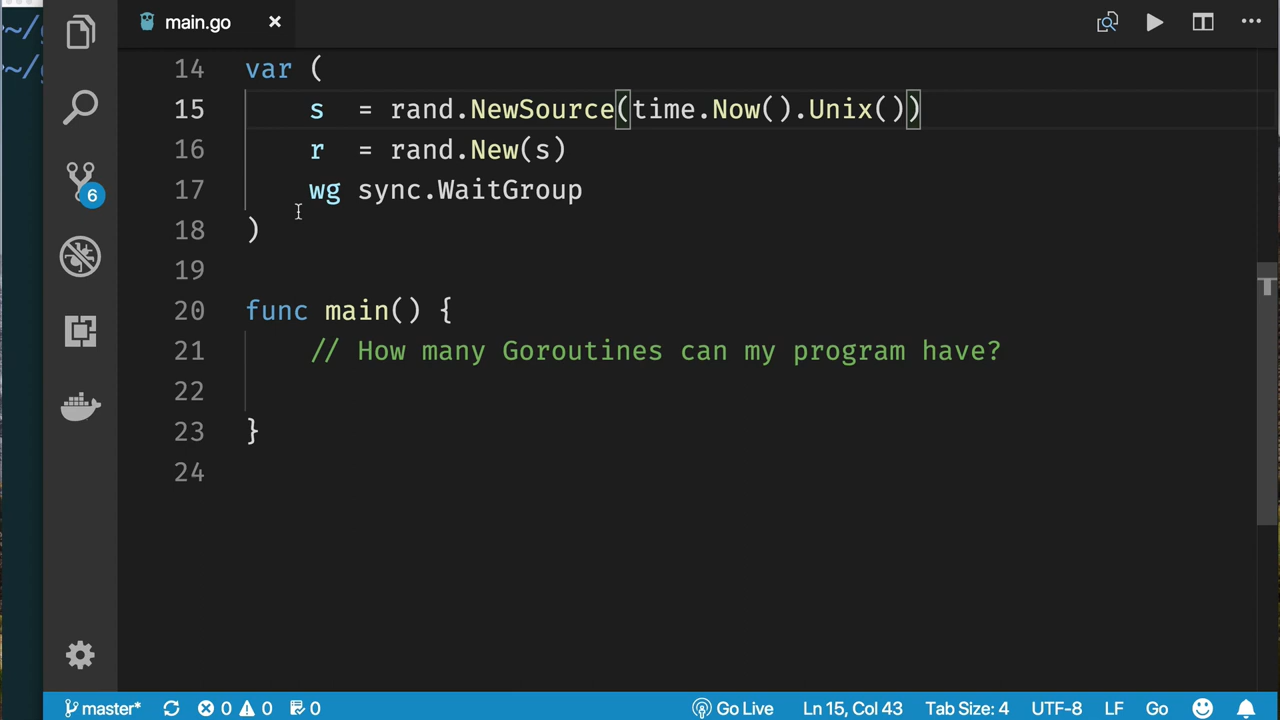 ~/g
~/g
main.go
14 var (
15 s = rand.NewSource(time.Now().Unix())
16 r = rand.New(s)
17 wg sync.WaitGroup
18 )
19
20 func main() {
21 // How many Goroutines can my program have?
22
23 }
24
6
master* 0 0 0 Go Live Ln 15, Col 43 Tab Size: 4 UTF-8 LF Go